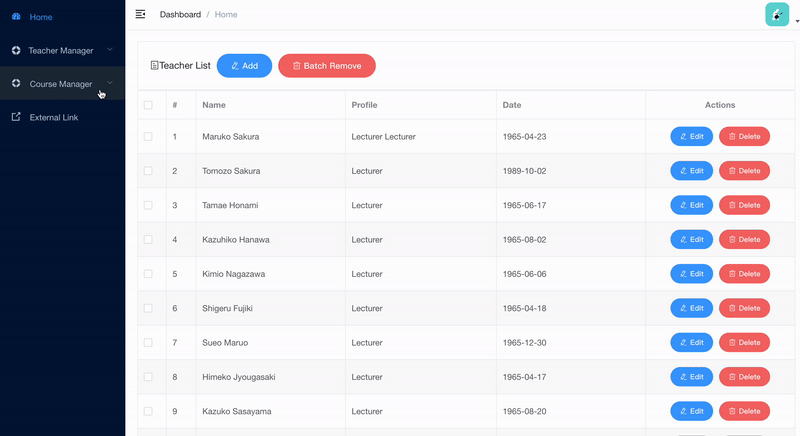 Home
Teacher Manager
Course Manager
External Link
Dashboard / Home
Teacher List Add Batch Remove
# Name Profile Date Actions
1 Maruko Sakura Lecturer Lecturer 1965-04-23 Edit Delete
2 Tomozo Sakura Lecturer 1989-10-02 Edit Delete
3 Tamae Honami Lecturer 1965-06-17 Edit Delete
4 Kazuhiko Hanawa Lecturer 1965-08-02 Edit Delete
5 Kimio Nagazawa Lecturer 1965-06-06 Edit Delete
6 Shigeru Fujiki Lecturer 1965-04-18 Edit Delete
7 Sueo Maruo Lecturer 1965-12-30 Edit Delete
8 Himeko Jyougasaki Lecturer 1965-04-17 Edit Delete
9 Kazuko Sasayama Lecturer 1965-08-20 Edit Delete